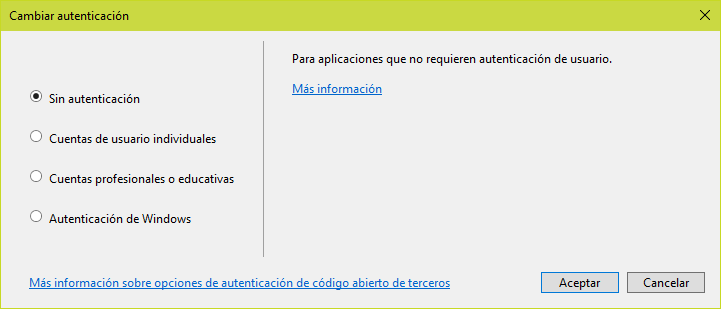 Cambiar autenticación
Para aplicaciones que no requieren autenticación de usuario.
Más información
Sin autenticación
Cuentas de usuario individuales
Cuentas profesionales o educativas
Autenticación de Windows
Más información sobre opciones de autenticación de código abierto de terceros
Aceptar
Cancelar